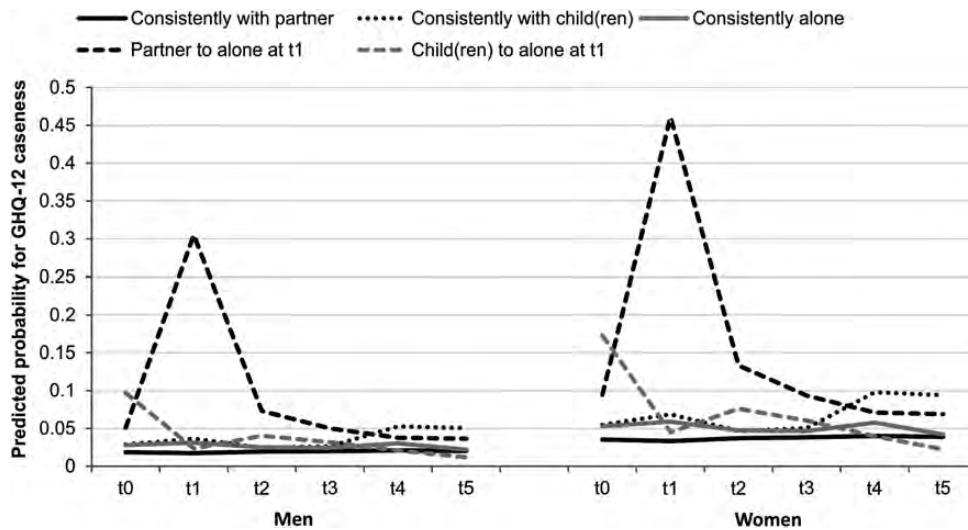 Consistently with partner Consistently with child(ren) Consistently alone
Partner to alone at t1 Child(ren) to alone at t1
Predicted probability for GHQ-12 caseness
0.5
0.45
0.4
0.35
0.3
0.25
0.2
0.15
0.1
0.05
0
t0 t1 t2 t3 t4 t5 t0 t1 t2 t3 t4 t5
Men Women